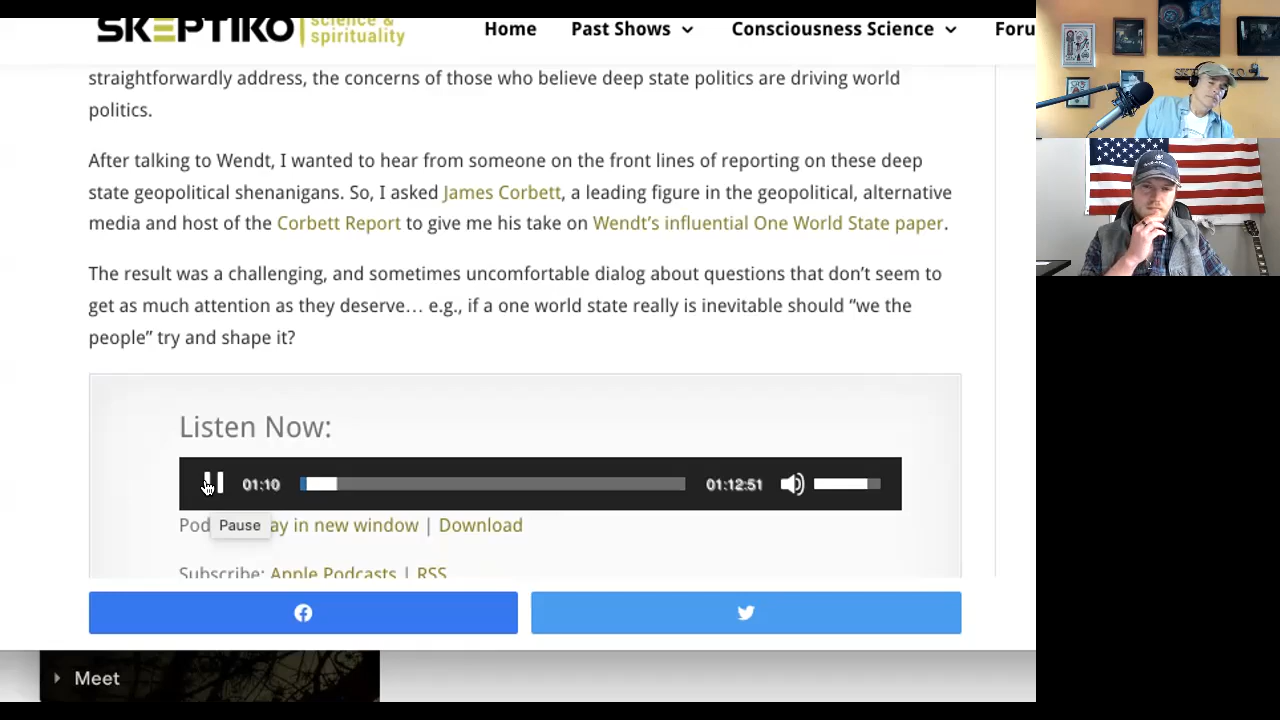 SKEPTIKO
science &
spirituality
Home Past Shows Consciousness Science Foru
straightforwardly address, the concerns of those who believe deep state politics are driving world
politics.
After talking to Wendt, I wanted to hear from someone on the front lines of reporting on these deep
state geopolitical shenanigans. So, I asked James Corbett, a leading figure in the geopolitical, alternative
media and host of the Corbett Report to give me his take on Wendt’s influential One World State paper.
The result was a challenging, and sometimes uncomfortable dialog about questions that don’t seem to
get as much attention as they deserve… e.g., if a one world state really is inevitable should “we the
people” try and shape it?
Listen Now:
01:10 01:12:51
Pod ay in new window | Download
Pause
Subscribe: Apple Podcasts | RSS
Meet